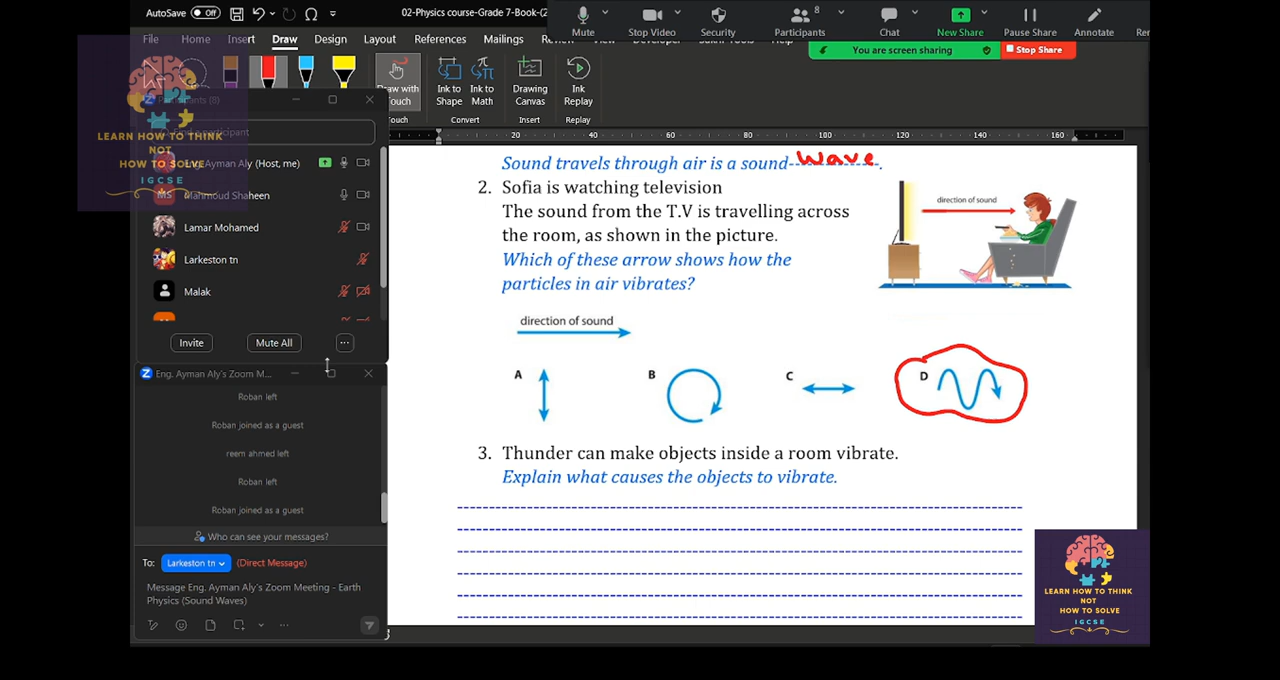 AutoSave Off
02-Physics course-Grade 7-Book-(2
Mute
Stop Video
Security
Participants 8
Chat
New Share
Pause Share
Annotate
File Home Insert Draw Design Layout References Mailings
You are screen sharing
Stop Share
Draw with Touch
Ink to Shape
Ink to Math
Drawing Canvas
Ink Replay
Touch
Convert
Insert
Replay
20 40 60 80 100 120 140 160
LEARN HOW TO THINK
NOT
HOW TO SOLVE
IGCSE
Participants (8)
Eng. Ayman Aly (Host, me)
Mahmoud Shaheen
Lamar Mohamed
Larkeston tn
Malak
Invite
Mute All
...
Eng. Ayman Aly's Zoom M...
Roban left
Roban joined as a guest
reem ahmed left
Roban left
Roban joined as a guest
Who can see your messages?
To: Larkeston tn (Direct Message)
Message Eng. Ayman Aly's Zoom Meeting - Earth
Physics (Sound Waves)
Sound travels through air is a sound wave.
2. Sofia is watching television
The sound from the T.V is travelling across
the room, as shown in the picture.
Which of these arrow shows how the
particles in air vibrates?
direction of sound
direction of sound
A
B
C
D
3. Thunder can make objects inside a room vibrate.
Explain what causes the objects to vibrate.
LEARN HOW TO THINK
NOT
HOW TO SOLVE
IGCSE